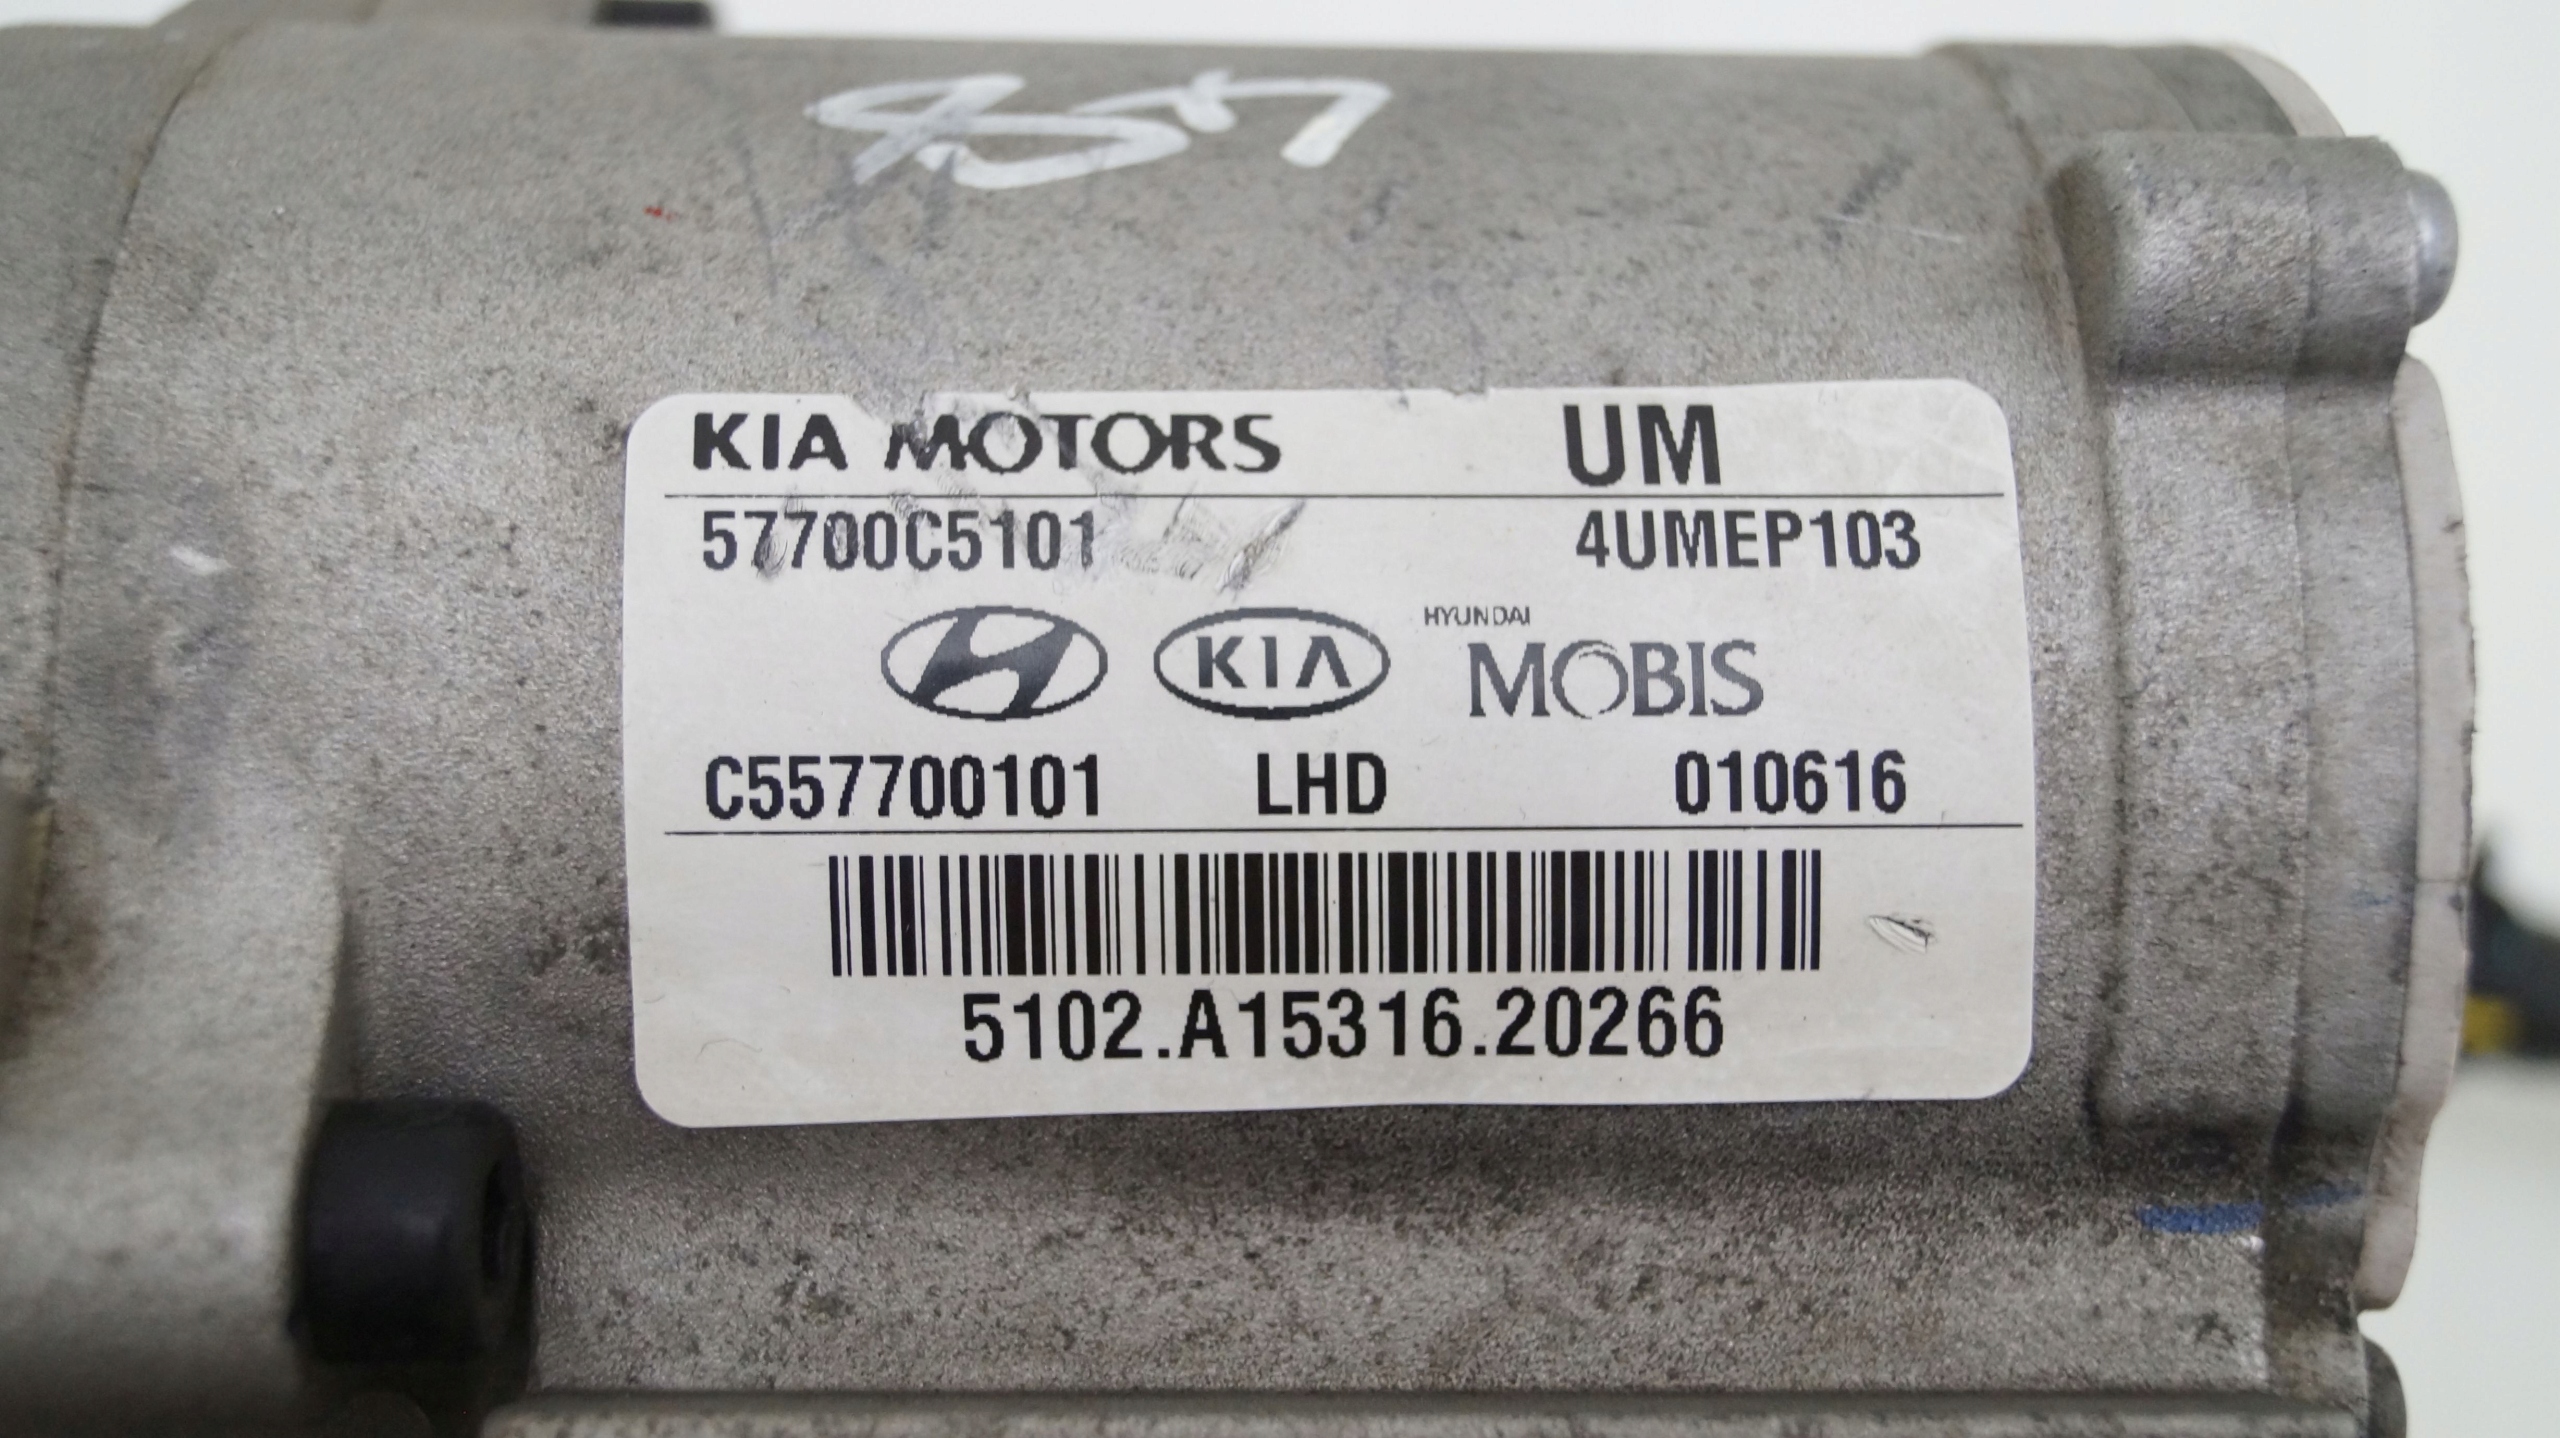 KIA MOTORS UM
57700C5101 4UMEP103
KIA HYUNDAI MOBIS
C557700101 LHD 010616
5102.A15316.20266